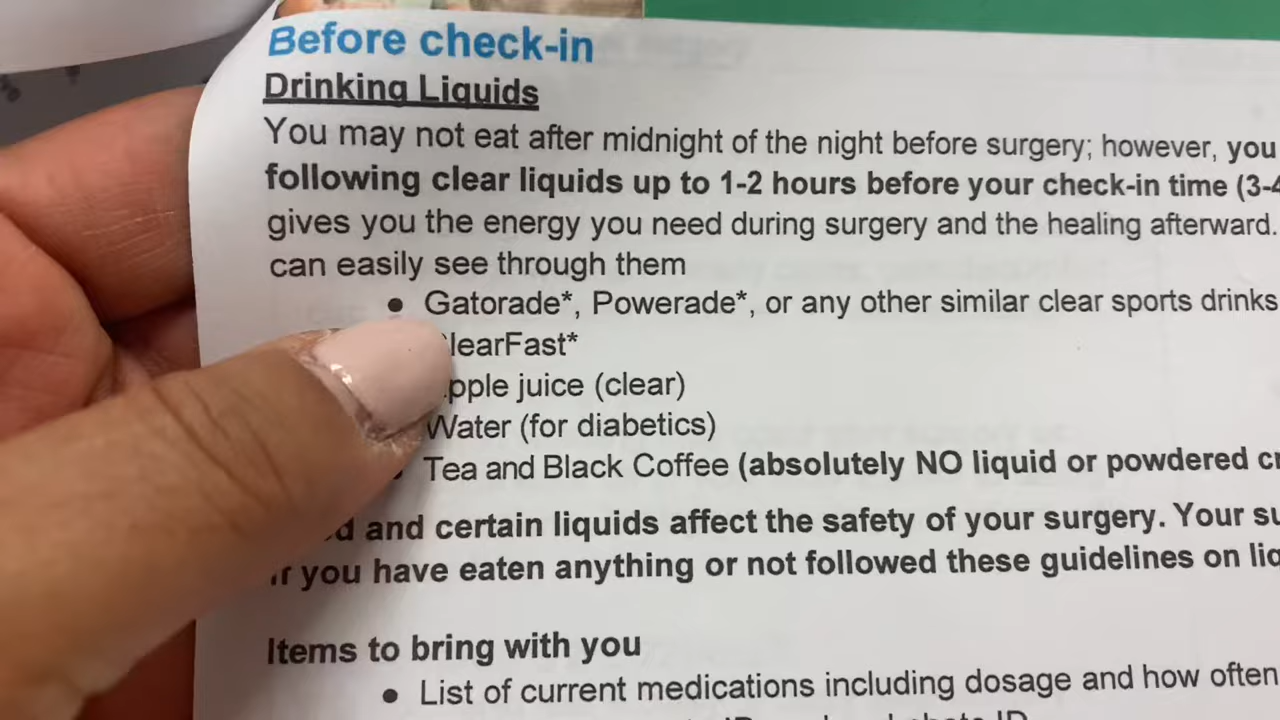 Before check-in
Drinking Liquids
You may not eat after midnight of the night before surgery; however, you
following clear liquids up to 1-2 hours before your check-in time (3-4
gives you the energy you need during surgery and the healing afterward.
can easily see through them
• Gatorade*, Powerade*, or any other similar clear sports drinks
learFast*
pple juice (clear)
Water (for diabetics)
Tea and Black Coffee (absolutely NO liquid or powdered
and certain liquids affect the safety of your surgery. Your
if you have eaten anything or not followed these guidelines on
Items to bring with you
• List of current medications including dosage and how often